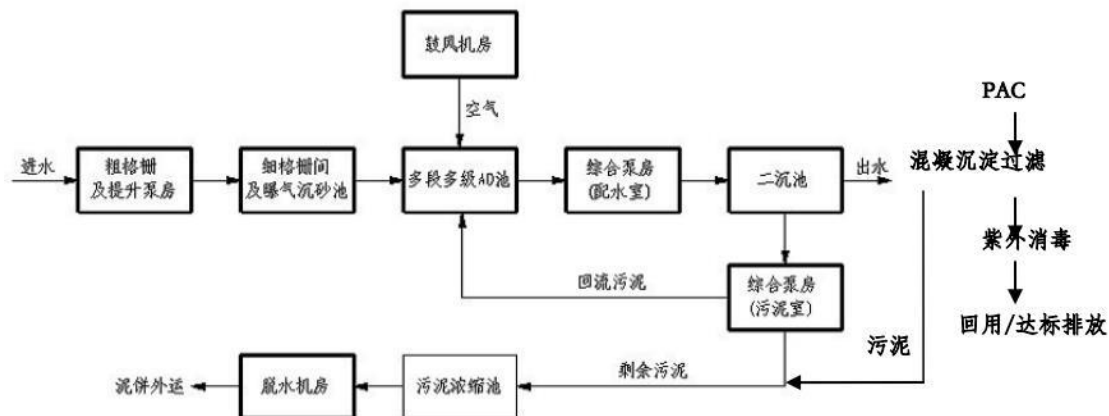 鼓风机房
PAC
空气
进水
粗格栅
及提升泵房
细格栅间
及曝气沉砂池
多段多级AO池
综合泵房
(配水室)
二沉池
出水
混凝沉淀过滤
紫外消毒
回流污泥
综合泵房
(污泥室)
回用/达标排放
污泥
剩余污泥
泥饼外运
脱水机房
污泥浓缩池